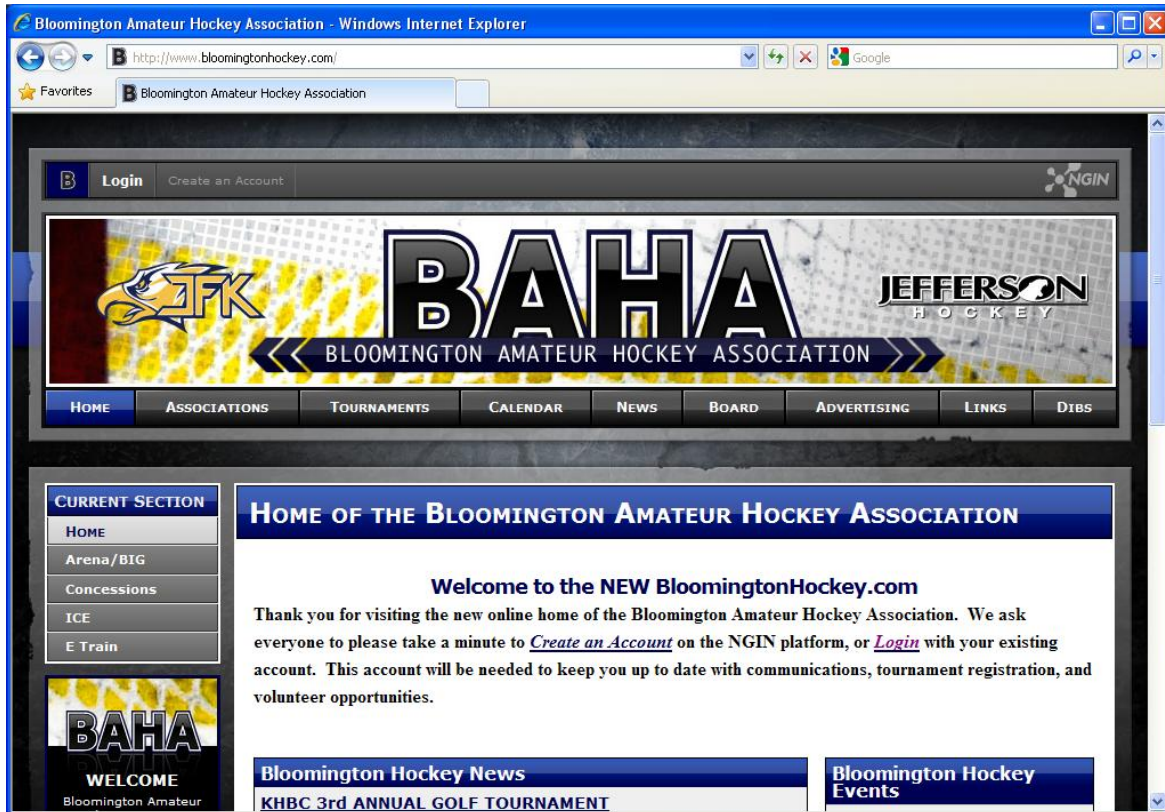 Bloomington Amateur Hockey Association - Windows Internet Explorer
http://www.bloomingtonhockey.com/
Google
Favorites
Bloomington Amateur Hockey Association
B
Login
Create an Account
NGIN
JFK
BAHA
JEFFERSON
HOCKEY
BLOOMINGTON AMATEUR HOCKEY ASSOCIATION
HOME ASSOCIATIONS TOURNAMENTS CALENDAR NEWS BOARD ADVERTISING LINKS DIBS
CURRENT SECTION
HOME
Arena/BIG
Concessions
ICE
E Train
BAHA
WELCOME
Bloomington Amateur
HOME OF THE BLOOMINGTON AMATEUR HOCKEY ASSOCIATION
Welcome to the NEW BloomingtonHockey.com
Thank you for visiting the new online home of the Bloomington Amateur Hockey Association. We ask
everyone to please take a minute to Create an Account on the NGIN platform, or Login with your existing
account. This account will be needed to keep you up to date with communications, tournament registration, and
volunteer opportunities.
Bloomington Hockey News
KHBC 3rd ANNUAL GOLF TOURNAMENT
Bloomington Hockey
Events